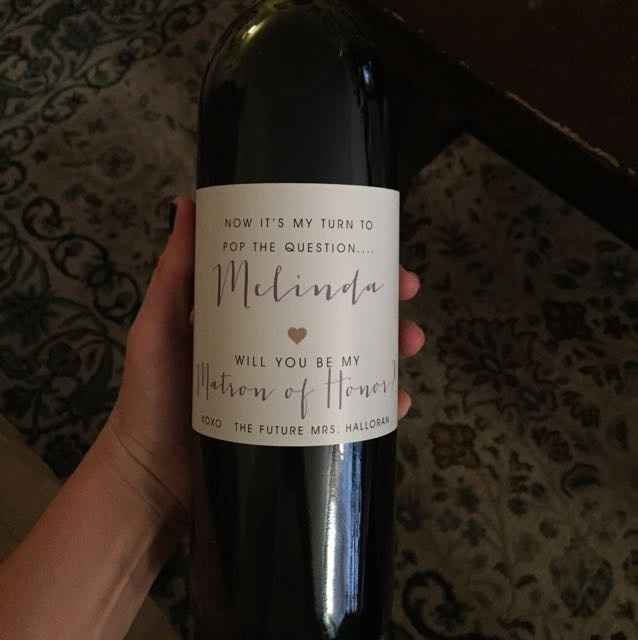 NOW IT'S MY TURN TO
POP THE QUESTION....
Melinda
WILL YOU BE MY
Matron of Honor?
XOXO THE FUTURE MRS. HALLORAN